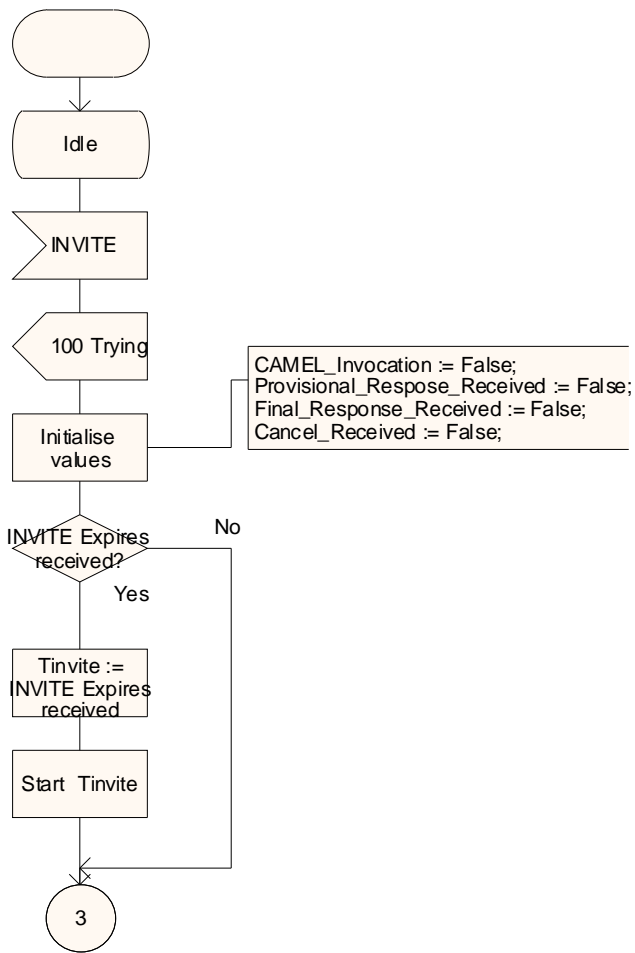 Idle
INVITE
100 Trying
CAMEL_Invocation := False;
Provisional_Respose_Received := False;
Final_Response_Received := False;
Cancel_Received := False;
Initialise
values
No
INVITE Expires
received?
Yes
Tinvite :=
INVITE Expires
received
Start Tinvite
3